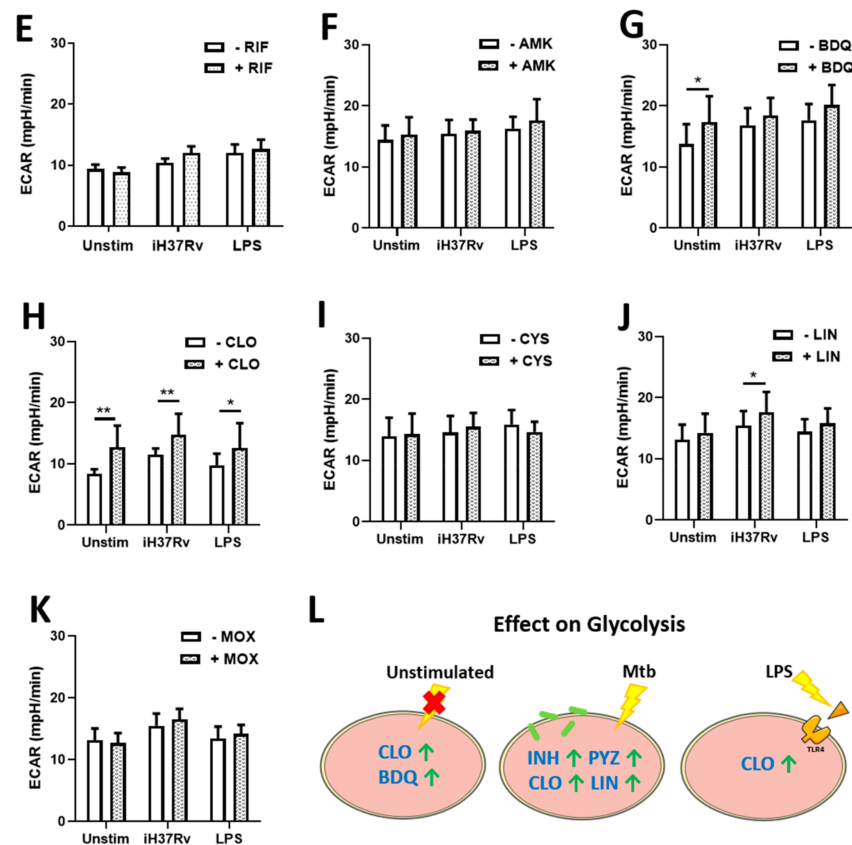 E
- RIF
+ RIF
ECAR (mpH/min)
30
20
10
0
Unstim iH37Rv LPS
F
- AMK
+ AMK
ECAR (mpH/min)
30
20
10
0
Unstim iH37Rv LPS
G
- BDQ
+ BDQ
ECAR (mpH/min)
30
20
10
0
*
Unstim iH37Rv LPS
H
- CLO
+ CLO
ECAR (mpH/min)
30
20
10
0
** ** *
Unstim iH37Rv LPS
I
- CYS
+ CYS
ECAR (mpH/min)
30
20
10
0
Unstim iH37Rv LPS
J
- LIN
+ LIN
ECAR (mpH/min)
30
20
10
0
*
Unstim iH37Rv LPS
K
- MOX
+ MOX
ECAR (mpH/min)
30
20
10
0
Unstim iH37Rv LPS
L
Effect on Glycolysis
Unstimulated
CLO ↑
BDQ ↑
Mtb
INH ↑ PYZ ↑
CLO ↑ LIN ↑
LPS
TLR4
CLO ↑